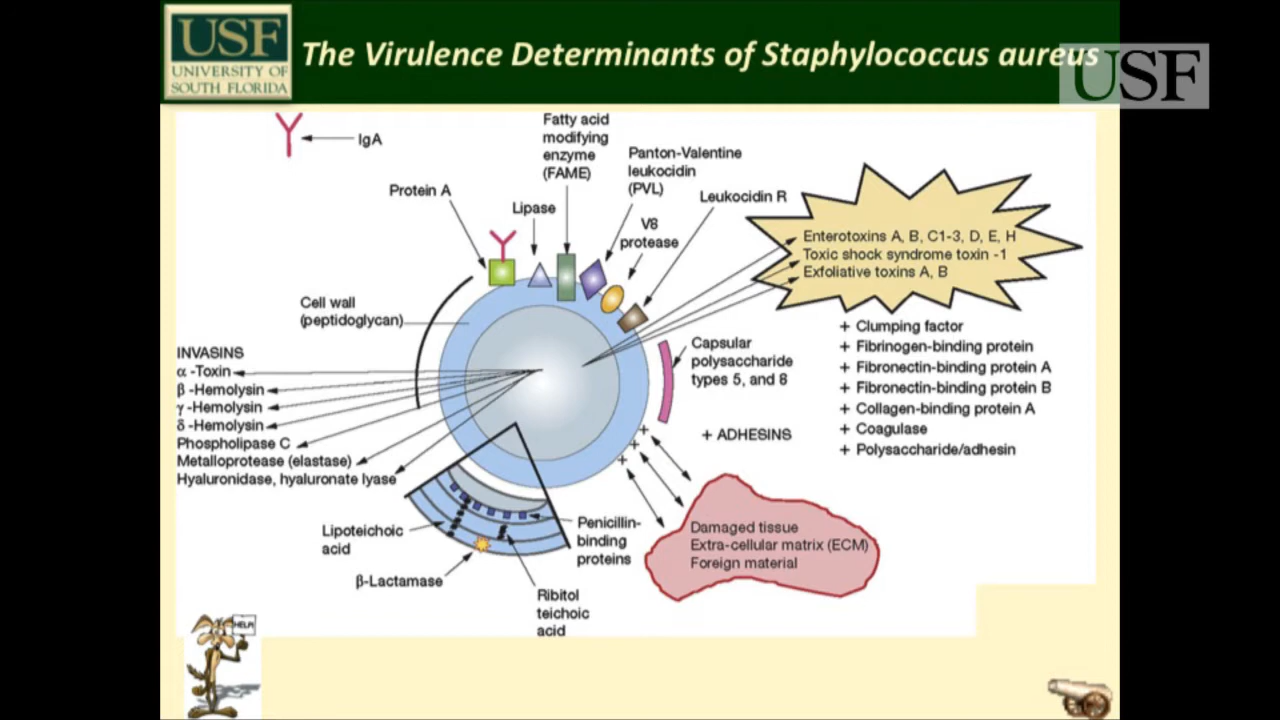 USF
UNIVERSITY OF
SOUTH FLORIDA
The Virulence Determinants of Staphylococcus aureus
USF
IgA
Fatty acid
modifying
enzyme
(FAME)
Panton-Valentine
leukocidin
(PVL)
Protein A
Lipase
Leukocidin R
V8
protease
Enterotoxins A, B, C1-3, D, E, H
Toxic shock syndrome toxin -1
Exfoliative toxins A, B
Cell wall
(peptidoglycan)
+ Clumping factor
+ Fibrinogen-binding protein
+ Fibronectin-binding protein A
+ Fibronectin-binding protein B
+ Collagen-binding protein A
+ Coagulase
+ Polysaccharide/adhesin
Capsular
polysaccharide
types 5, and 8
INVASINS
α -Toxin
β -Hemolysin
γ -Hemolysin
δ -Hemolysin
Phospholipase C
Metalloprotease (elastase)
Hyaluronidase, hyaluronate lyase
+ ADHESINS
+
+
+
Lipoteichoic
acid
Penicillin-
binding
proteins
Damaged tissue
Extra-cellular matrix (ECM)
Foreign material
β-Lactamase
Ribitol
teichoic
acid
HELP!